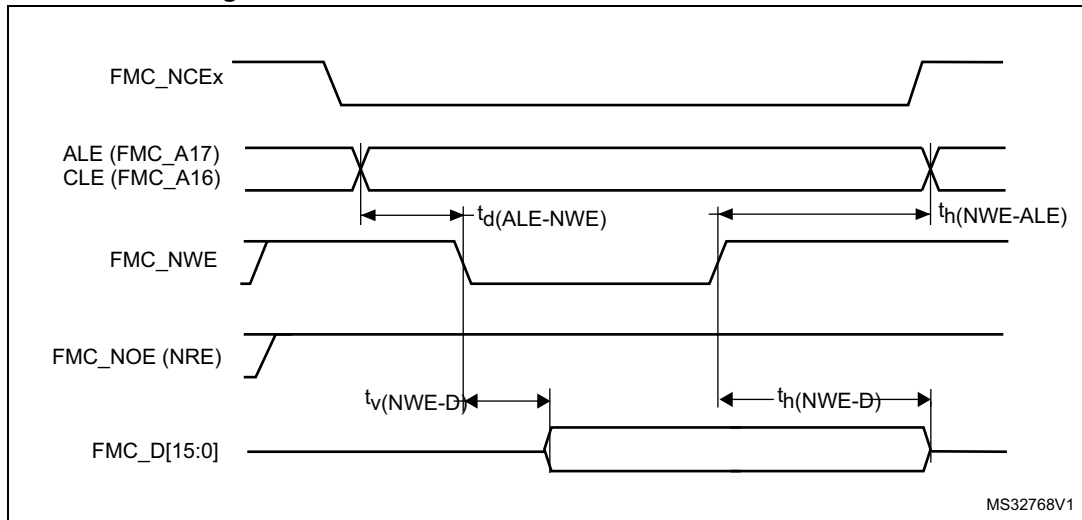 FMC_NCEx
ALE (FMC_A17)
CLE (FMC_A16)
td(ALE-NWE)
th(NWE-ALE)
FMC_NWE
FMC_NOE (NRE)
tv(NWE-D)
th(NWE-D)
FMC_D[15:0]
MS32768V1